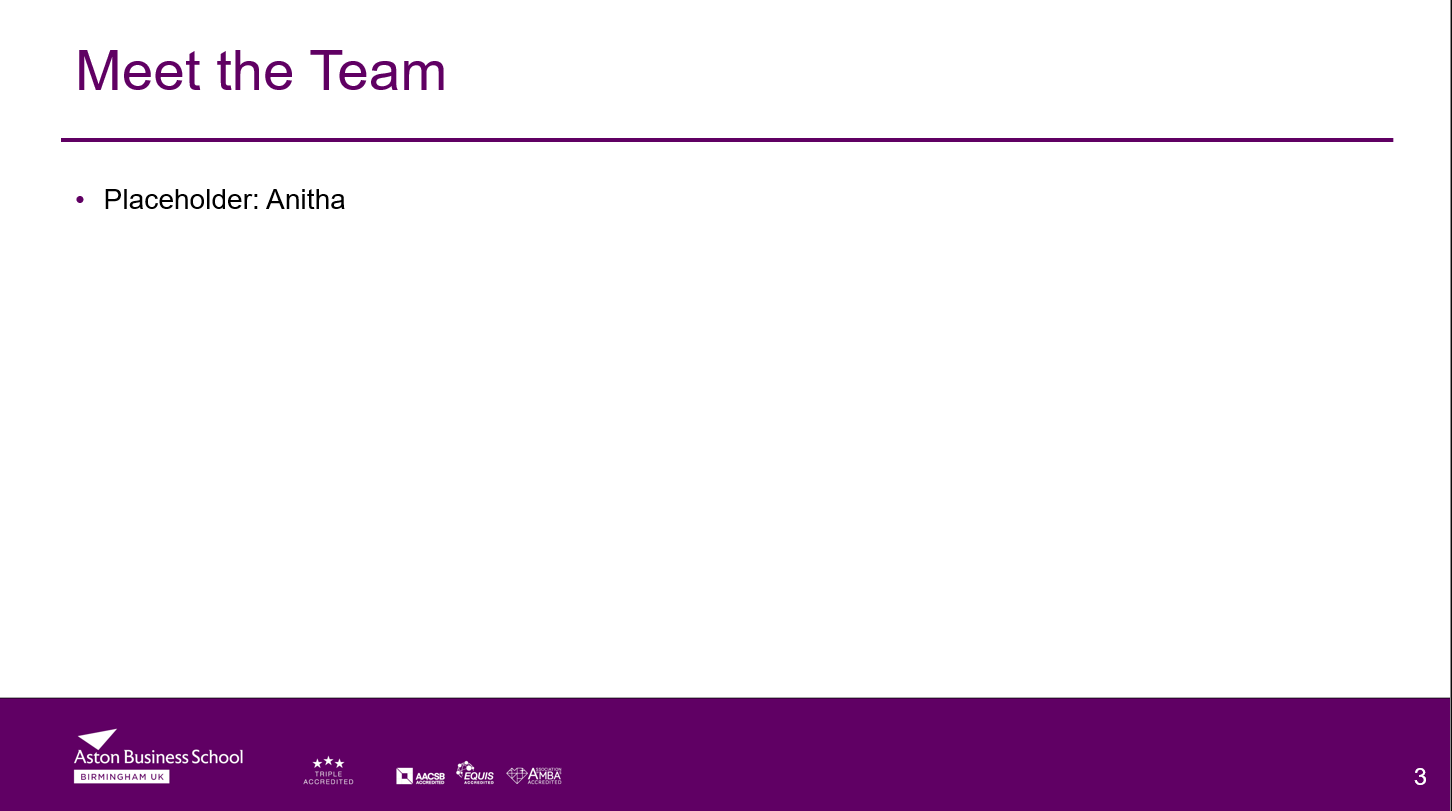 Meet the Team
• Placeholder: Anitha
Aston Business School
BIRMINGHAM UK
TRIPLE
ACCREDITED
AACSB
ACCREDITED
EQUIS
ACCREDITED
ASSOCIATION
AMBA
ACCREDITED
3